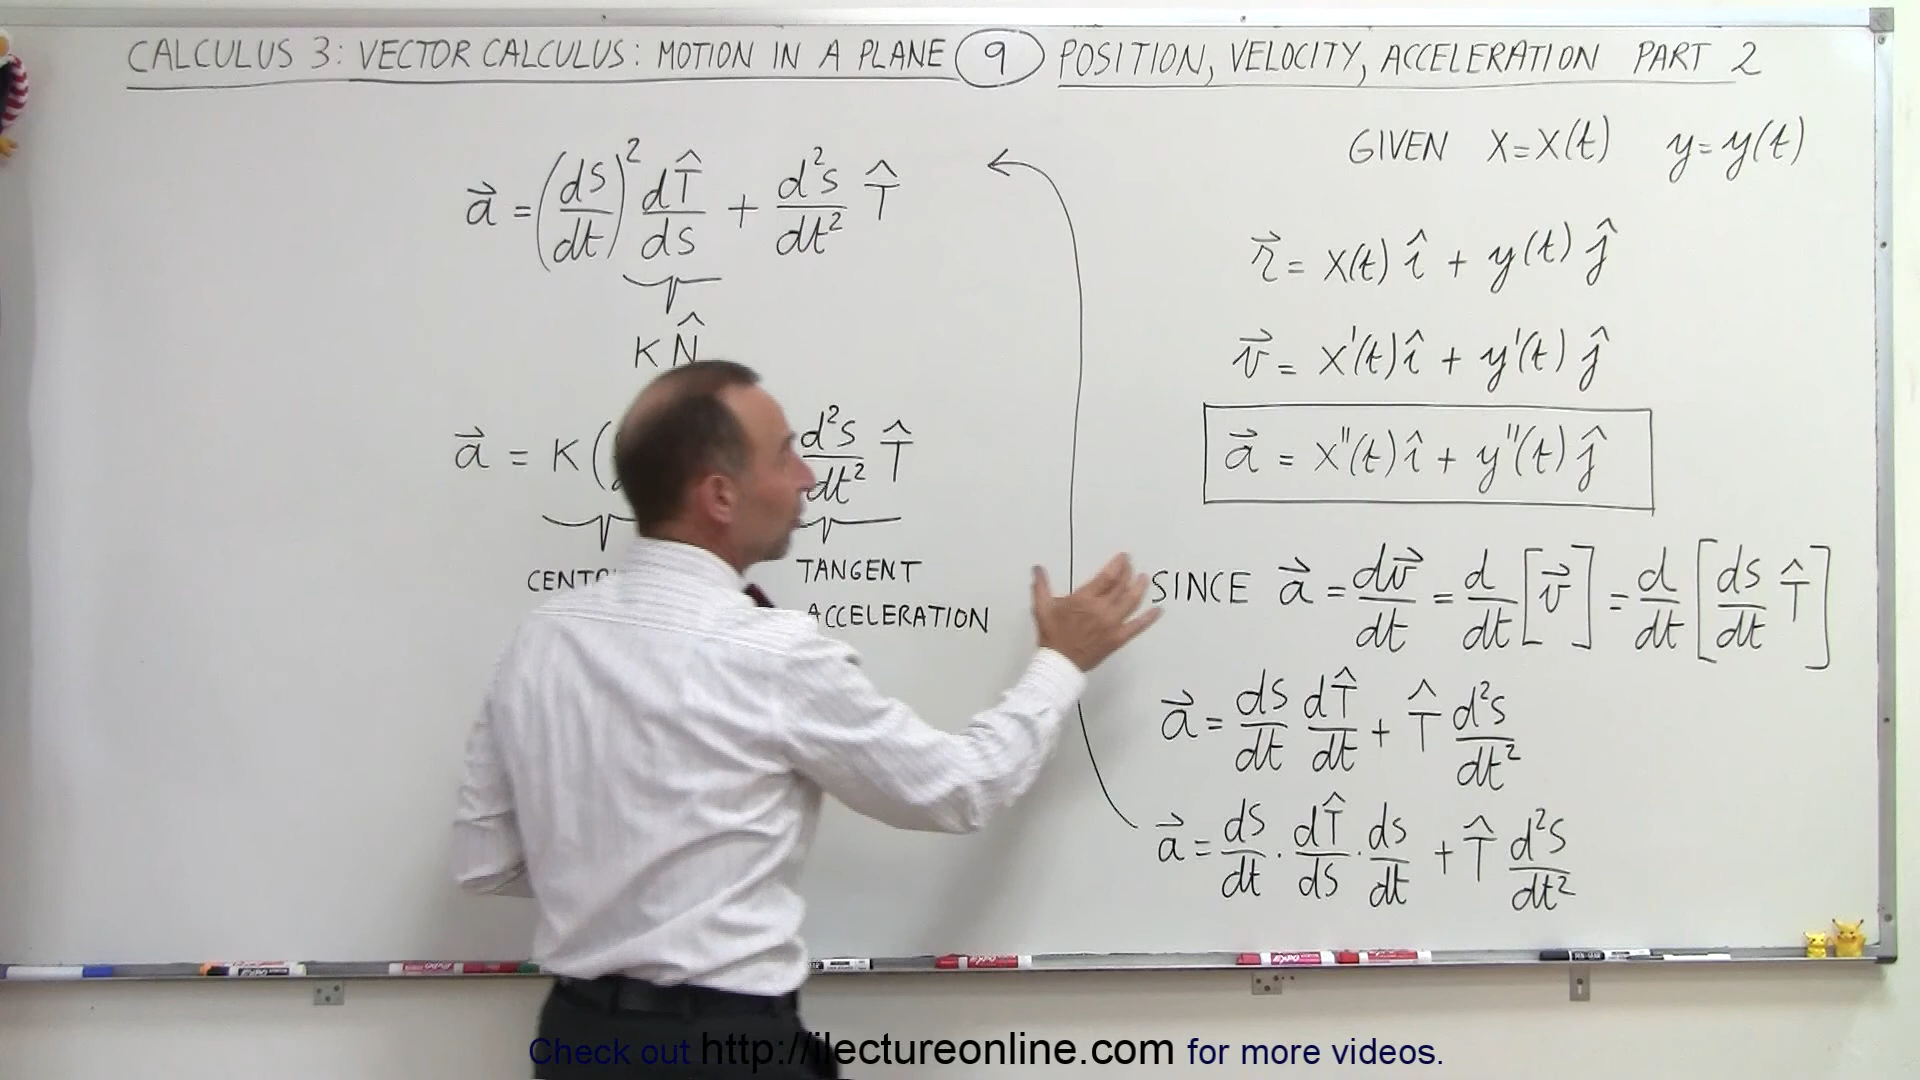 CALCULUS 3: VECTOR CALCULUS: MOTION IN A PLANE (9) POSITION, VELOCITY, ACCELERATION PART 2
a⃗ = (ds/dt)² dT̂/ds + d²s/dt² T̂
K N̂
a⃗ = K ( d²s/dt² T̂
TANGENT
ACCELERATION
GIVEN x=x(t) y=y(t)
r⃗ = x(t) î + y(t) ĵ
v⃗ = x'(t) î + y'(t) ĵ
a⃗ = x''(t) î + y''(t) ĵ
SINCE a⃗ = dv⃗/dt = d/dt [v⃗] = d/dt [ds/dt T̂]
a⃗ = ds/dt dT̂/dt + T̂ d²s/dt²
a⃗ = ds/dt · dT̂/ds · ds/dt + T̂ d²s/dt²
Check out http://ilectureonline.com for more videos.